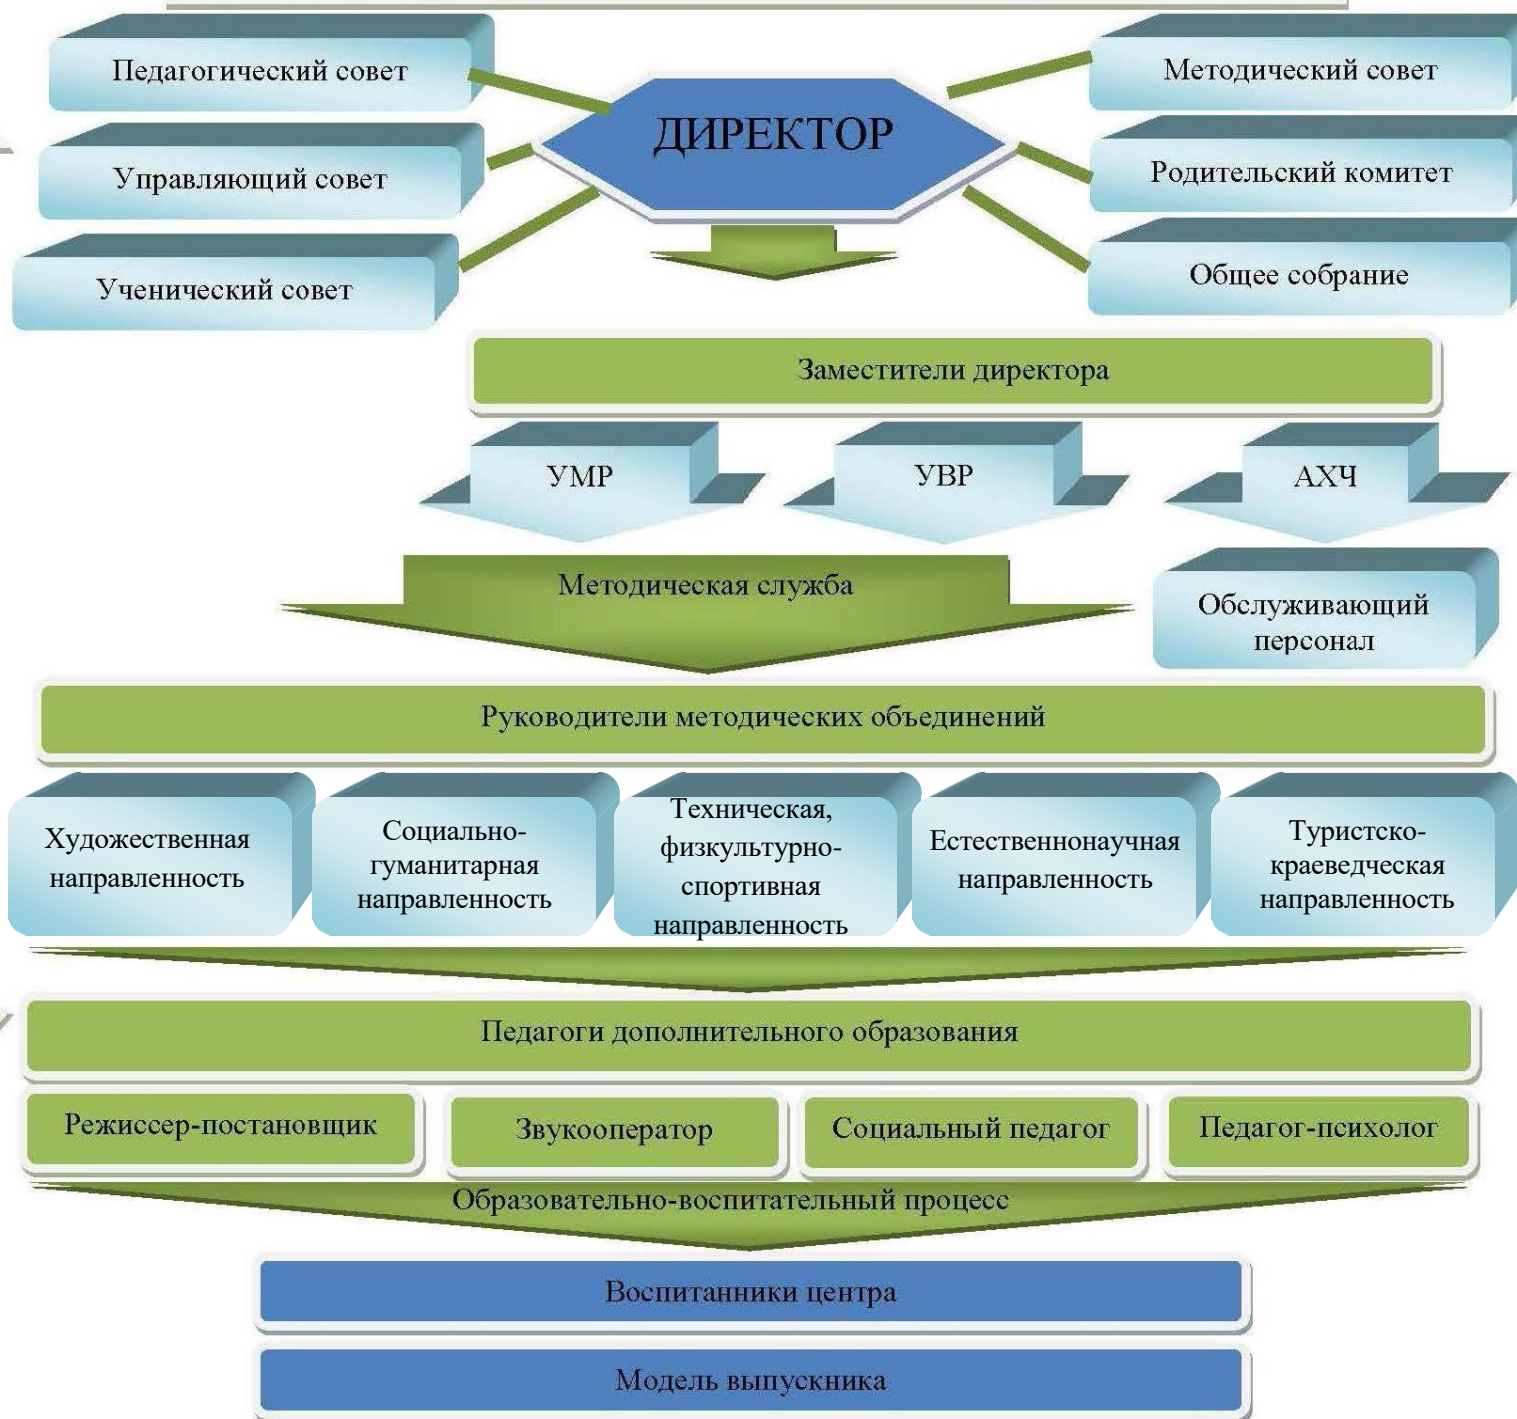 Педагогический совет
Методический совет
ДИРЕКТОР
Управляющий совет
Родительский комитет
Ученический совет
Общее собрание
Заместители директора
УМР
УВР
АХЧ
Методическая служба
Обслуживающий
персонал
Руководители методических объединений
Художественная
направленность
Социально-
гуманитарная
направленность
Техническая,
физкультурно-
спортивная
направленность
Естественнонаучная
направленность
Туристско-
краеведческая
направленность
Педагоги дополнительного образования
Режиссер-постановщик
Звукооператор
Социальный педагог
Педагог-психолог
Образовательно-воспитательный процесс
Воспитанники центра
Модель выпускника